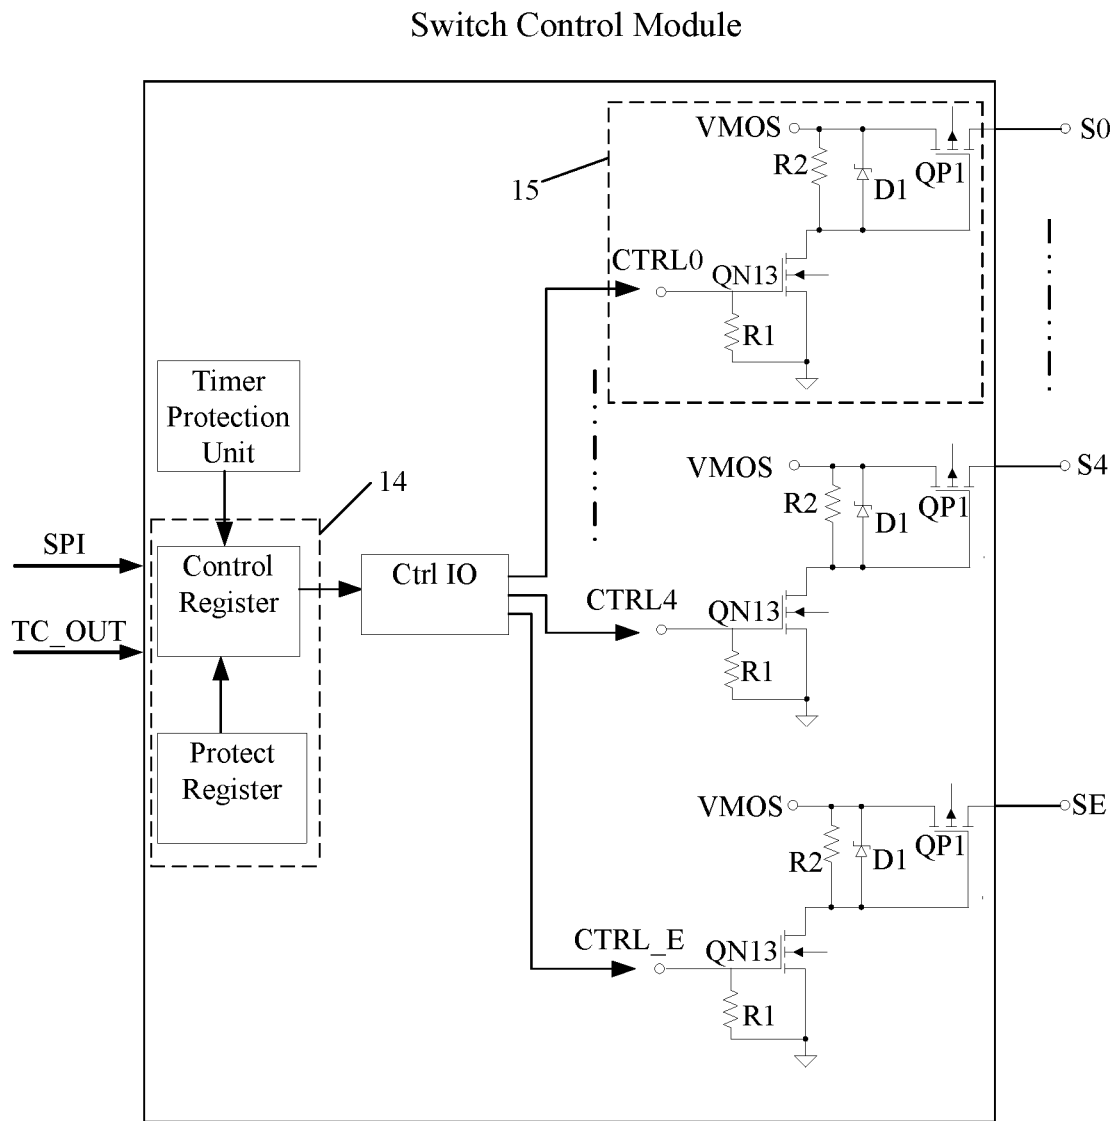 Switch Control Module
VMOS
S0
R2
D1
QP1
15
CTRL0
QN13
R1
Timer
Protection
Unit
VMOS
S4
R2
D1
QP1
14
SPI
Control
Register
Ctrl IO
CTRL4
QN13
TC_OUT
R1
Protect
Register
VMOS
SE
R2
D1
QP1
CTRL_E
QN13
R1